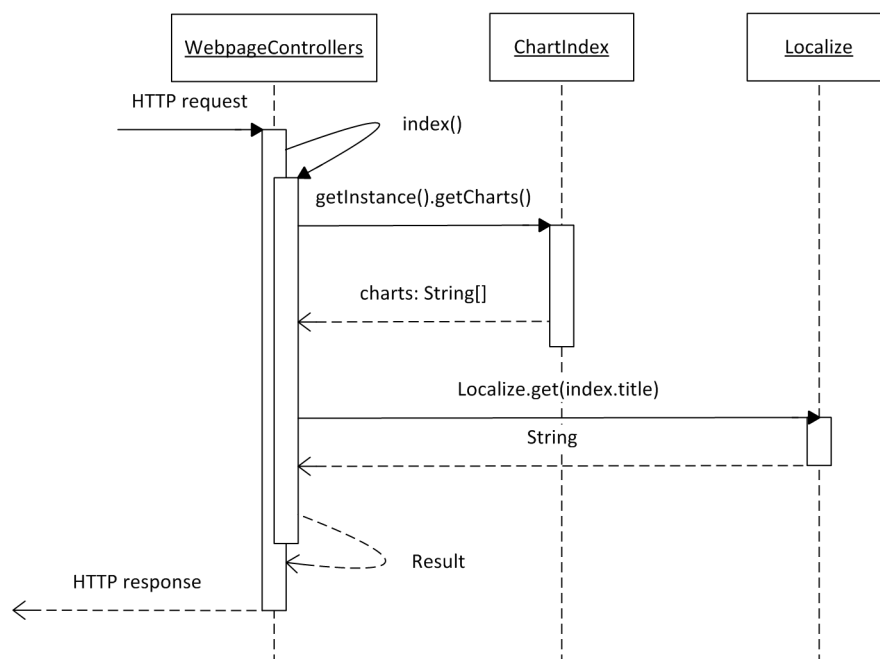 WebpageControllers
ChartIndex
Localize
HTTP request
index()
getInstance().getCharts()
charts: String[]
Localize.get(index.title)
String
Result
HTTP response